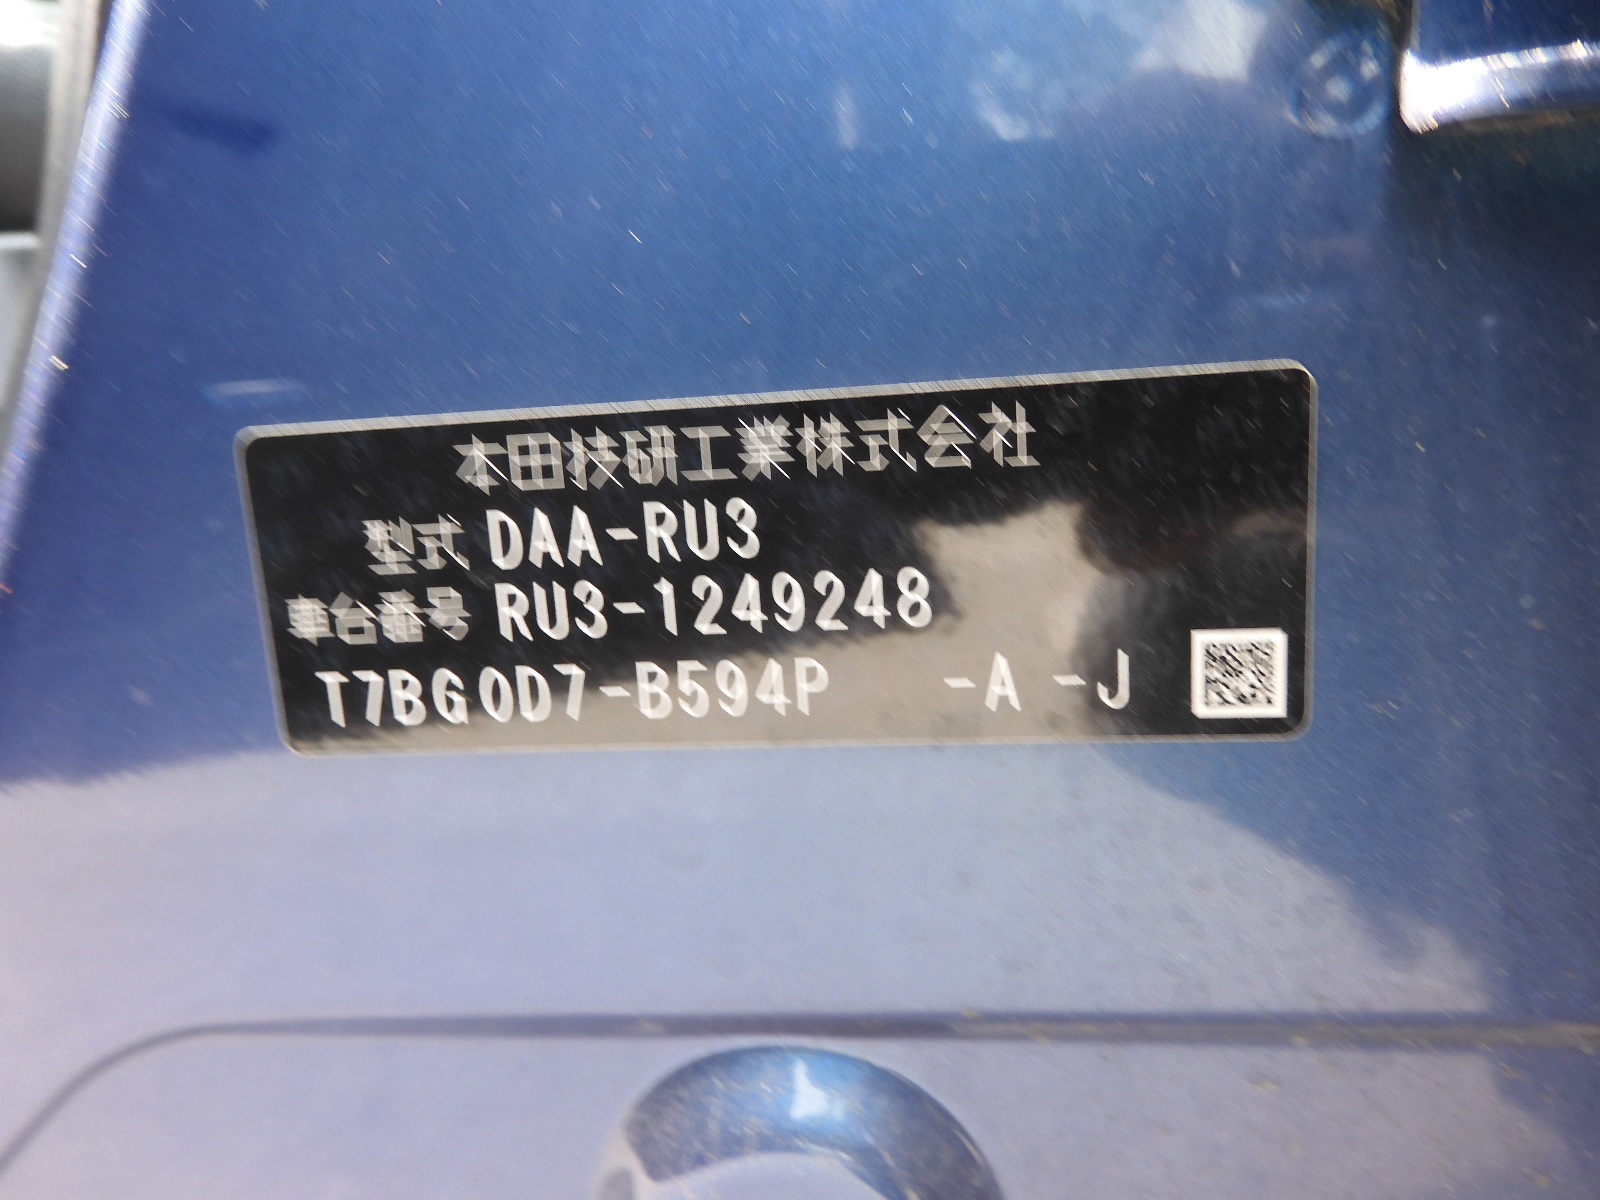 本田技研工業株式会社
型式 DAA-RU3
車台番号 RU3-1249248
T7BG0D7-B594P -A -J